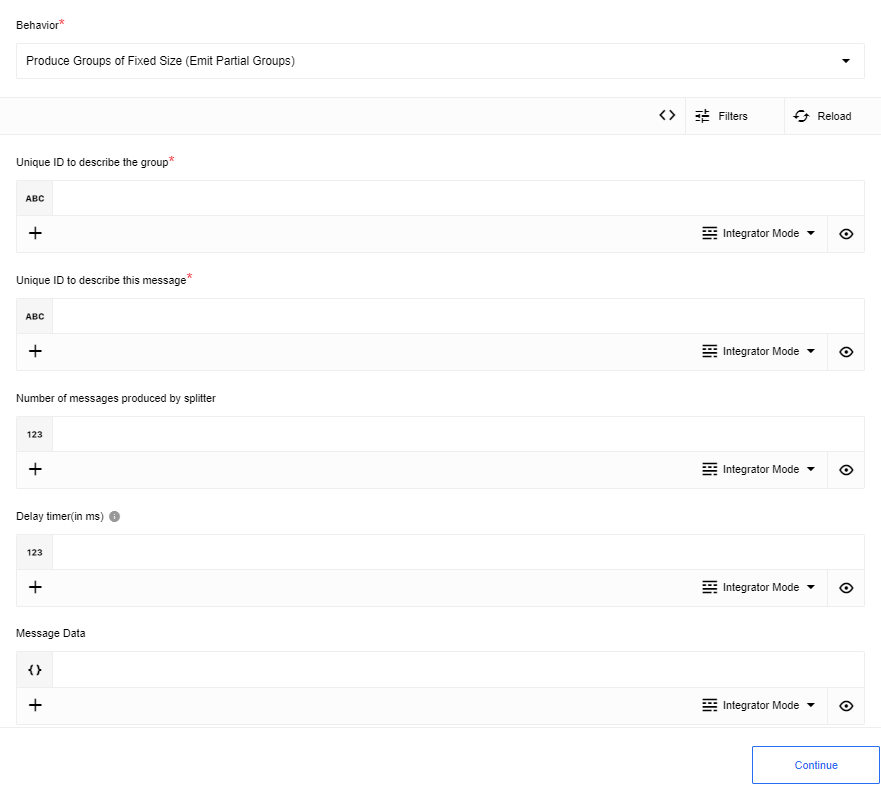 Behavior*
Produce Groups of Fixed Size (Emit Partial Groups)
<> Filters Reload
Unique ID to describe the group*
ABC
+ Integrator Mode
Unique ID to describe this message*
ABC
+ Integrator Mode
Number of messages produced by splitter
123
+ Integrator Mode
Delay timer(in ms) i
123
+ Integrator Mode
Message Data
{}
+ Integrator Mode
Continue